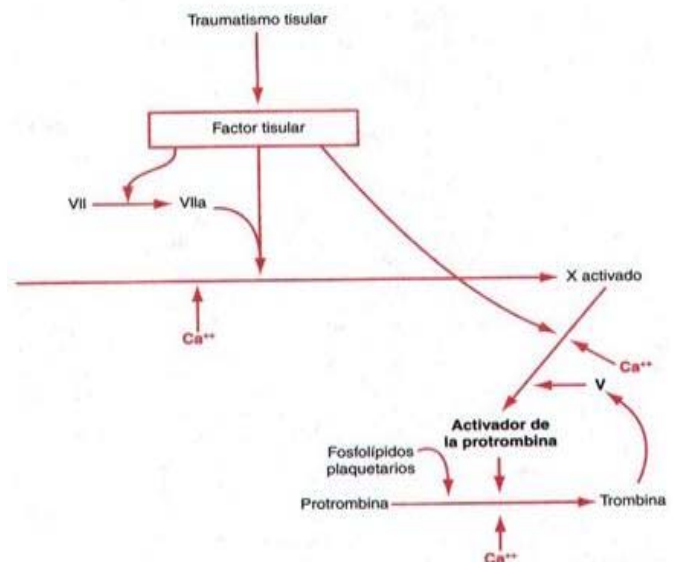 Traumatismo tisular
Factor tisular
VII
VIIa
X activado
Ca++
Ca++
V
Activador de
la protrombina
Fosfolípidos
plaquetarios
Protrombina
Trombina
Ca++